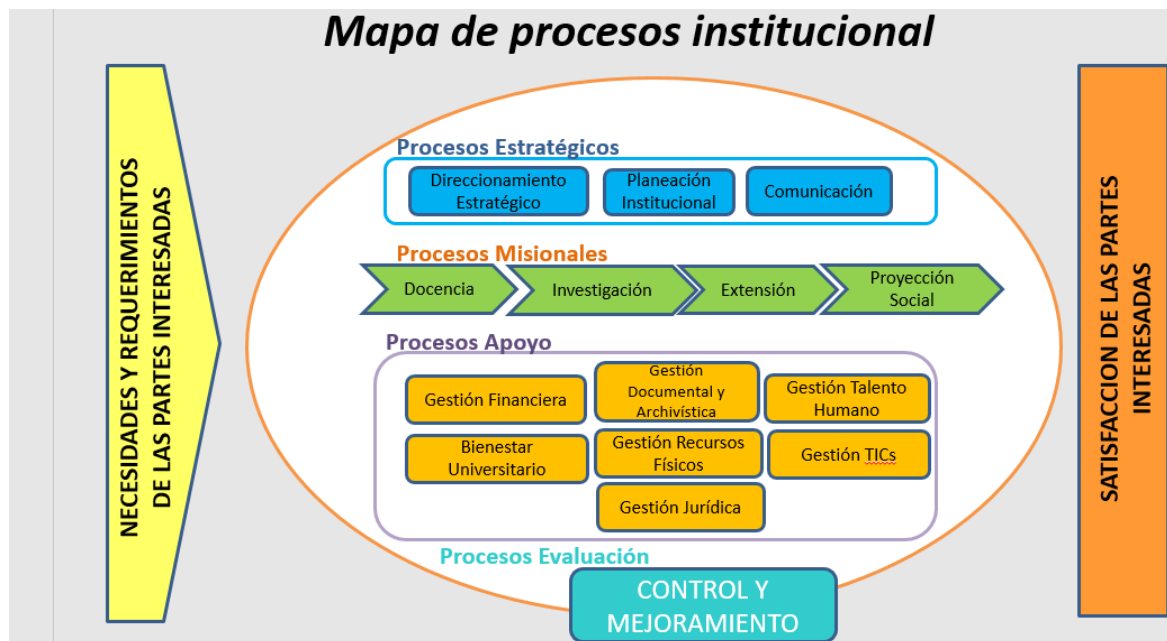 Mapa de procesos institucional
NECESIDADES Y REQUERIMIENTOS
DE LAS PARTES INTERESADAS
Procesos Estratégicos
Direccionamiento
Estratégico
Planeación
Institucional
Comunicación
Procesos Misionales
Docencia
Investigación
Extensión
Proyección
Social
Procesos Apoyo
Gestión Financiera
Gestión
Documental y
Archivística
Gestión Talento
Humano
Bienestar
Universitario
Gestión Recursos
Físicos
Gestión TICs
Gestión Jurídica
Procesos Evaluación
CONTROL Y
MEJORAMIENTO
SATISFACCION DE LAS PARTES
INTERESADAS